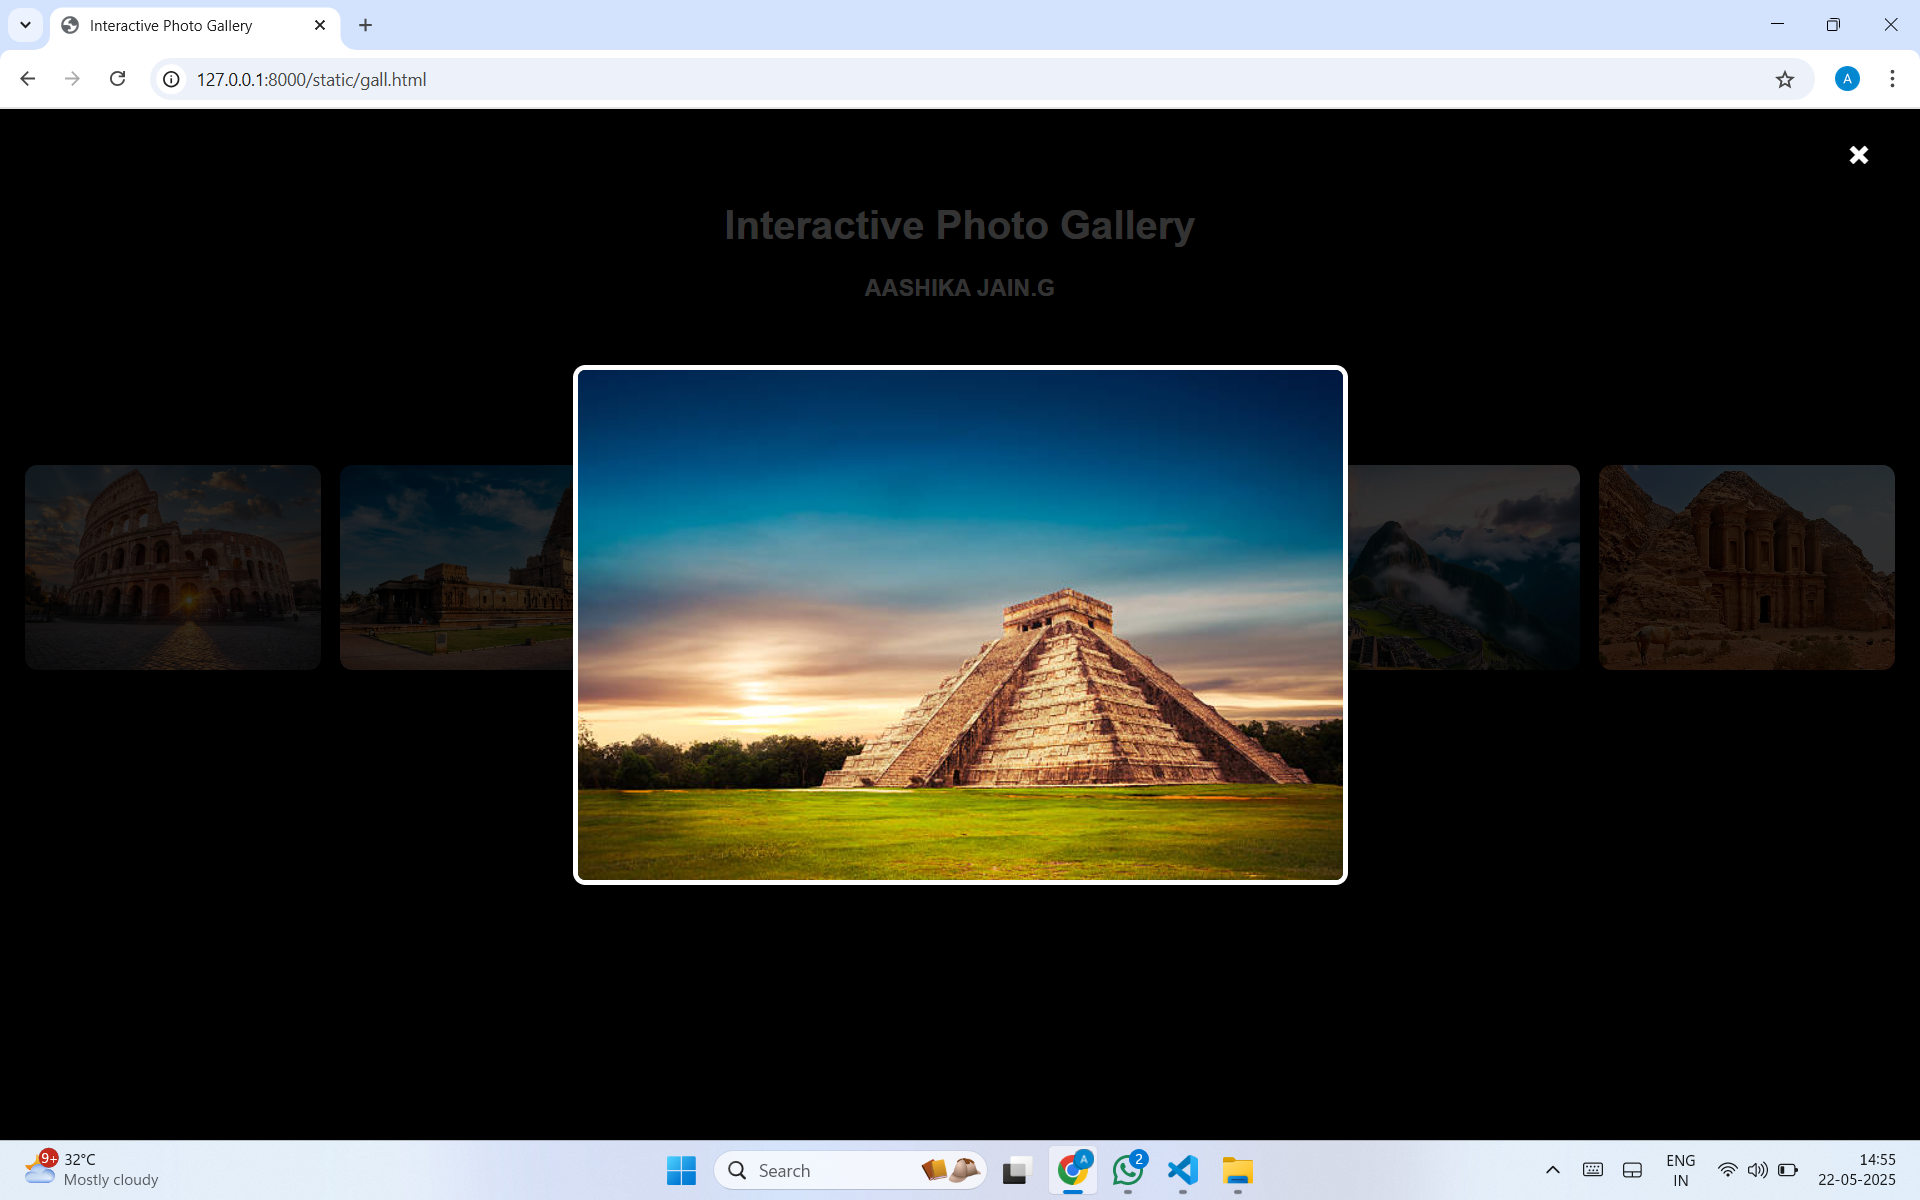 Interactive Photo Gallery
127.0.0.1:8000/static/gall.html
A
Interactive Photo Gallery
AASHIKA JAIN.G
9+
32°C
Mostly cloudy
Search
A
2
ENG
IN
14:55
22-05-2025